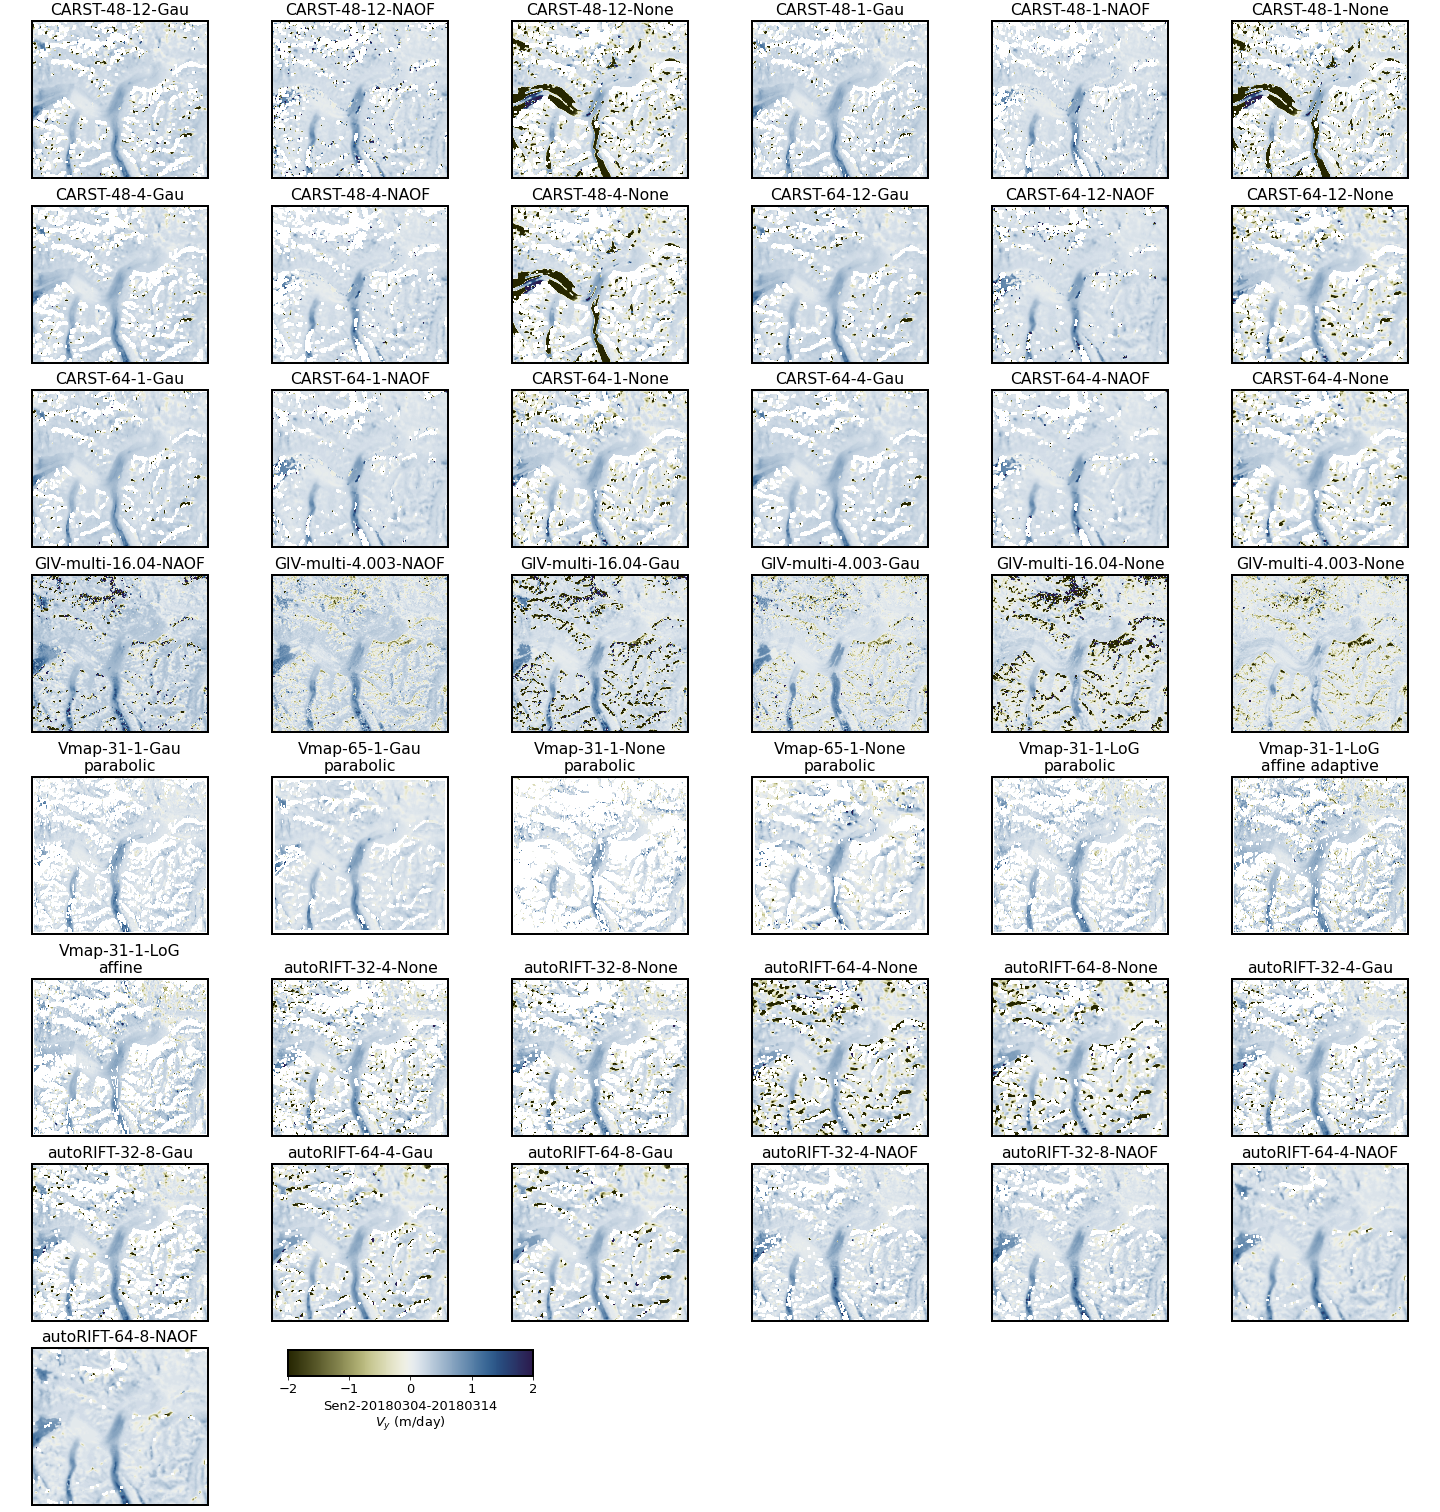 CARST-48-12-Gau
CARST-48-12-NAOF
CARST-48-12-None
CARST-48-1-Gau
CARST-48-1-NAOF
CARST-48-1-None
CARST-48-4-Gau
CARST-48-4-NAOF
CARST-48-4-None
CARST-64-12-Gau
CARST-64-12-NAOF
CARST-64-12-None
CARST-64-1-Gau
CARST-64-1-NAOF
CARST-64-1-None
CARST-64-4-Gau
CARST-64-4-NAOF
CARST-64-4-None
GIV-multi-16.04-NAOF
GIV-multi-4.003-NAOF
GIV-multi-16.04-Gau
GIV-multi-4.003-Gau
GIV-multi-16.04-None
GIV-multi-4.003-None
Vmap-31-1-Gau
parabolic
Vmap-65-1-Gau
parabolic
Vmap-31-1-None
parabolic
Vmap-65-1-None
parabolic
Vmap-31-1-LoG
parabolic
Vmap-31-1-LoG
affine adaptive
Vmap-31-1-LoG
affine
autoRIFT-32-4-None
autoRIFT-32-8-None
autoRIFT-64-4-None
autoRIFT-64-8-None
autoRIFT-32-4-Gau
autoRIFT-32-8-Gau
autoRIFT-64-4-Gau
autoRIFT-64-8-Gau
autoRIFT-32-4-NAOF
autoRIFT-32-8-NAOF
autoRIFT-64-4-NAOF
autoRIFT-64-8-NAOF
−2 −1 0 1 2
Sen2-20180304-20180314
Vy (m/day)